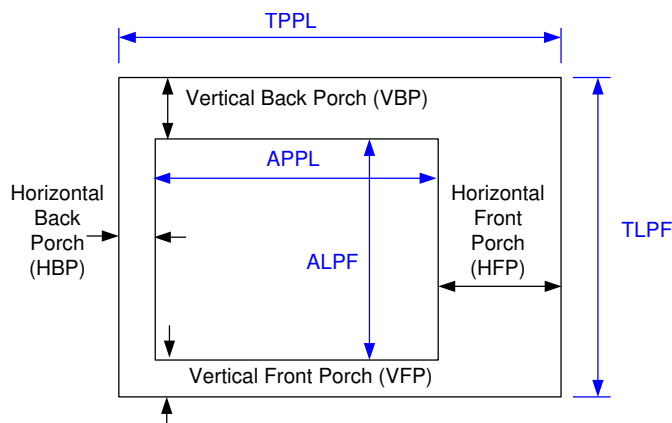 TPPL
Vertical Back Porch (VBP)
APPL
Horizontal
Back
Porch
(HBP)
Horizontal
Front
Porch
(HFP)
TLPF
ALPF
Vertical Front Porch (VFP)